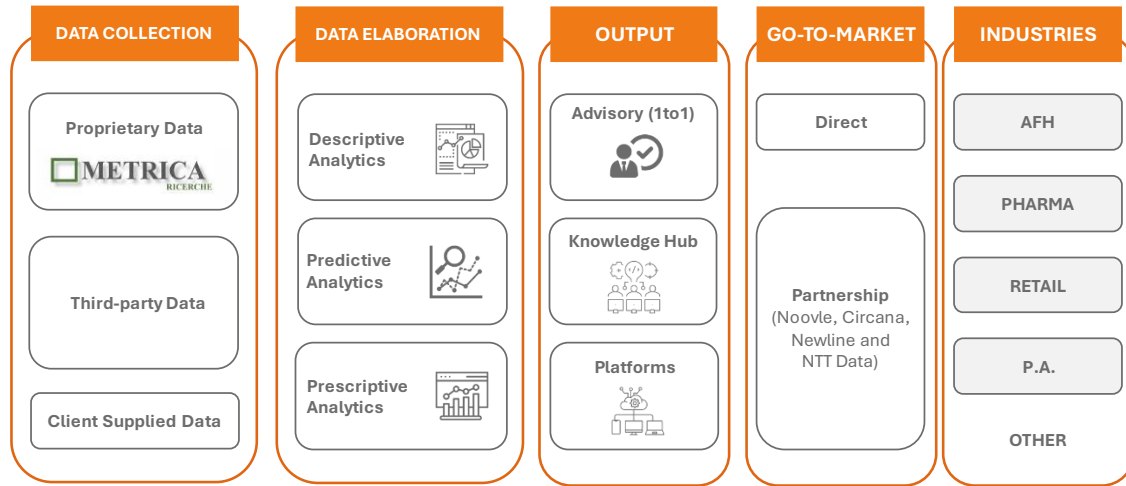 DATA COLLECTION
Proprietary Data
METRICA
RICERCHE
Third-party Data
Client Supplied Data
DATA ELABORATION
Descriptive
Analytics
Predictive
Analytics
Prescriptive
Analytics
OUTPUT
Advisory (1to1)
Knowledge Hub
Platforms
GO-TO-MARKET
Direct
Partnership
(Noovle, Circana,
Newline and
NTT Data)
INDUSTRIES
AFH
PHARMA
RETAIL
P.A.
OTHER